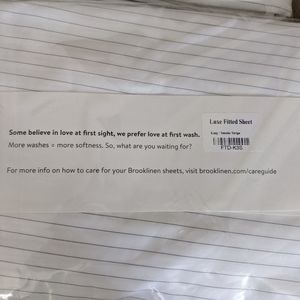 Luxe Fitted Sheet
FTD-K3S
Some believe in love at first sight, we prefer love at first wash.
More washes = more softness. So, what are you waiting for?
For more info on how to care for your Brooklinen sheets, visit brooklinen.com/careguide